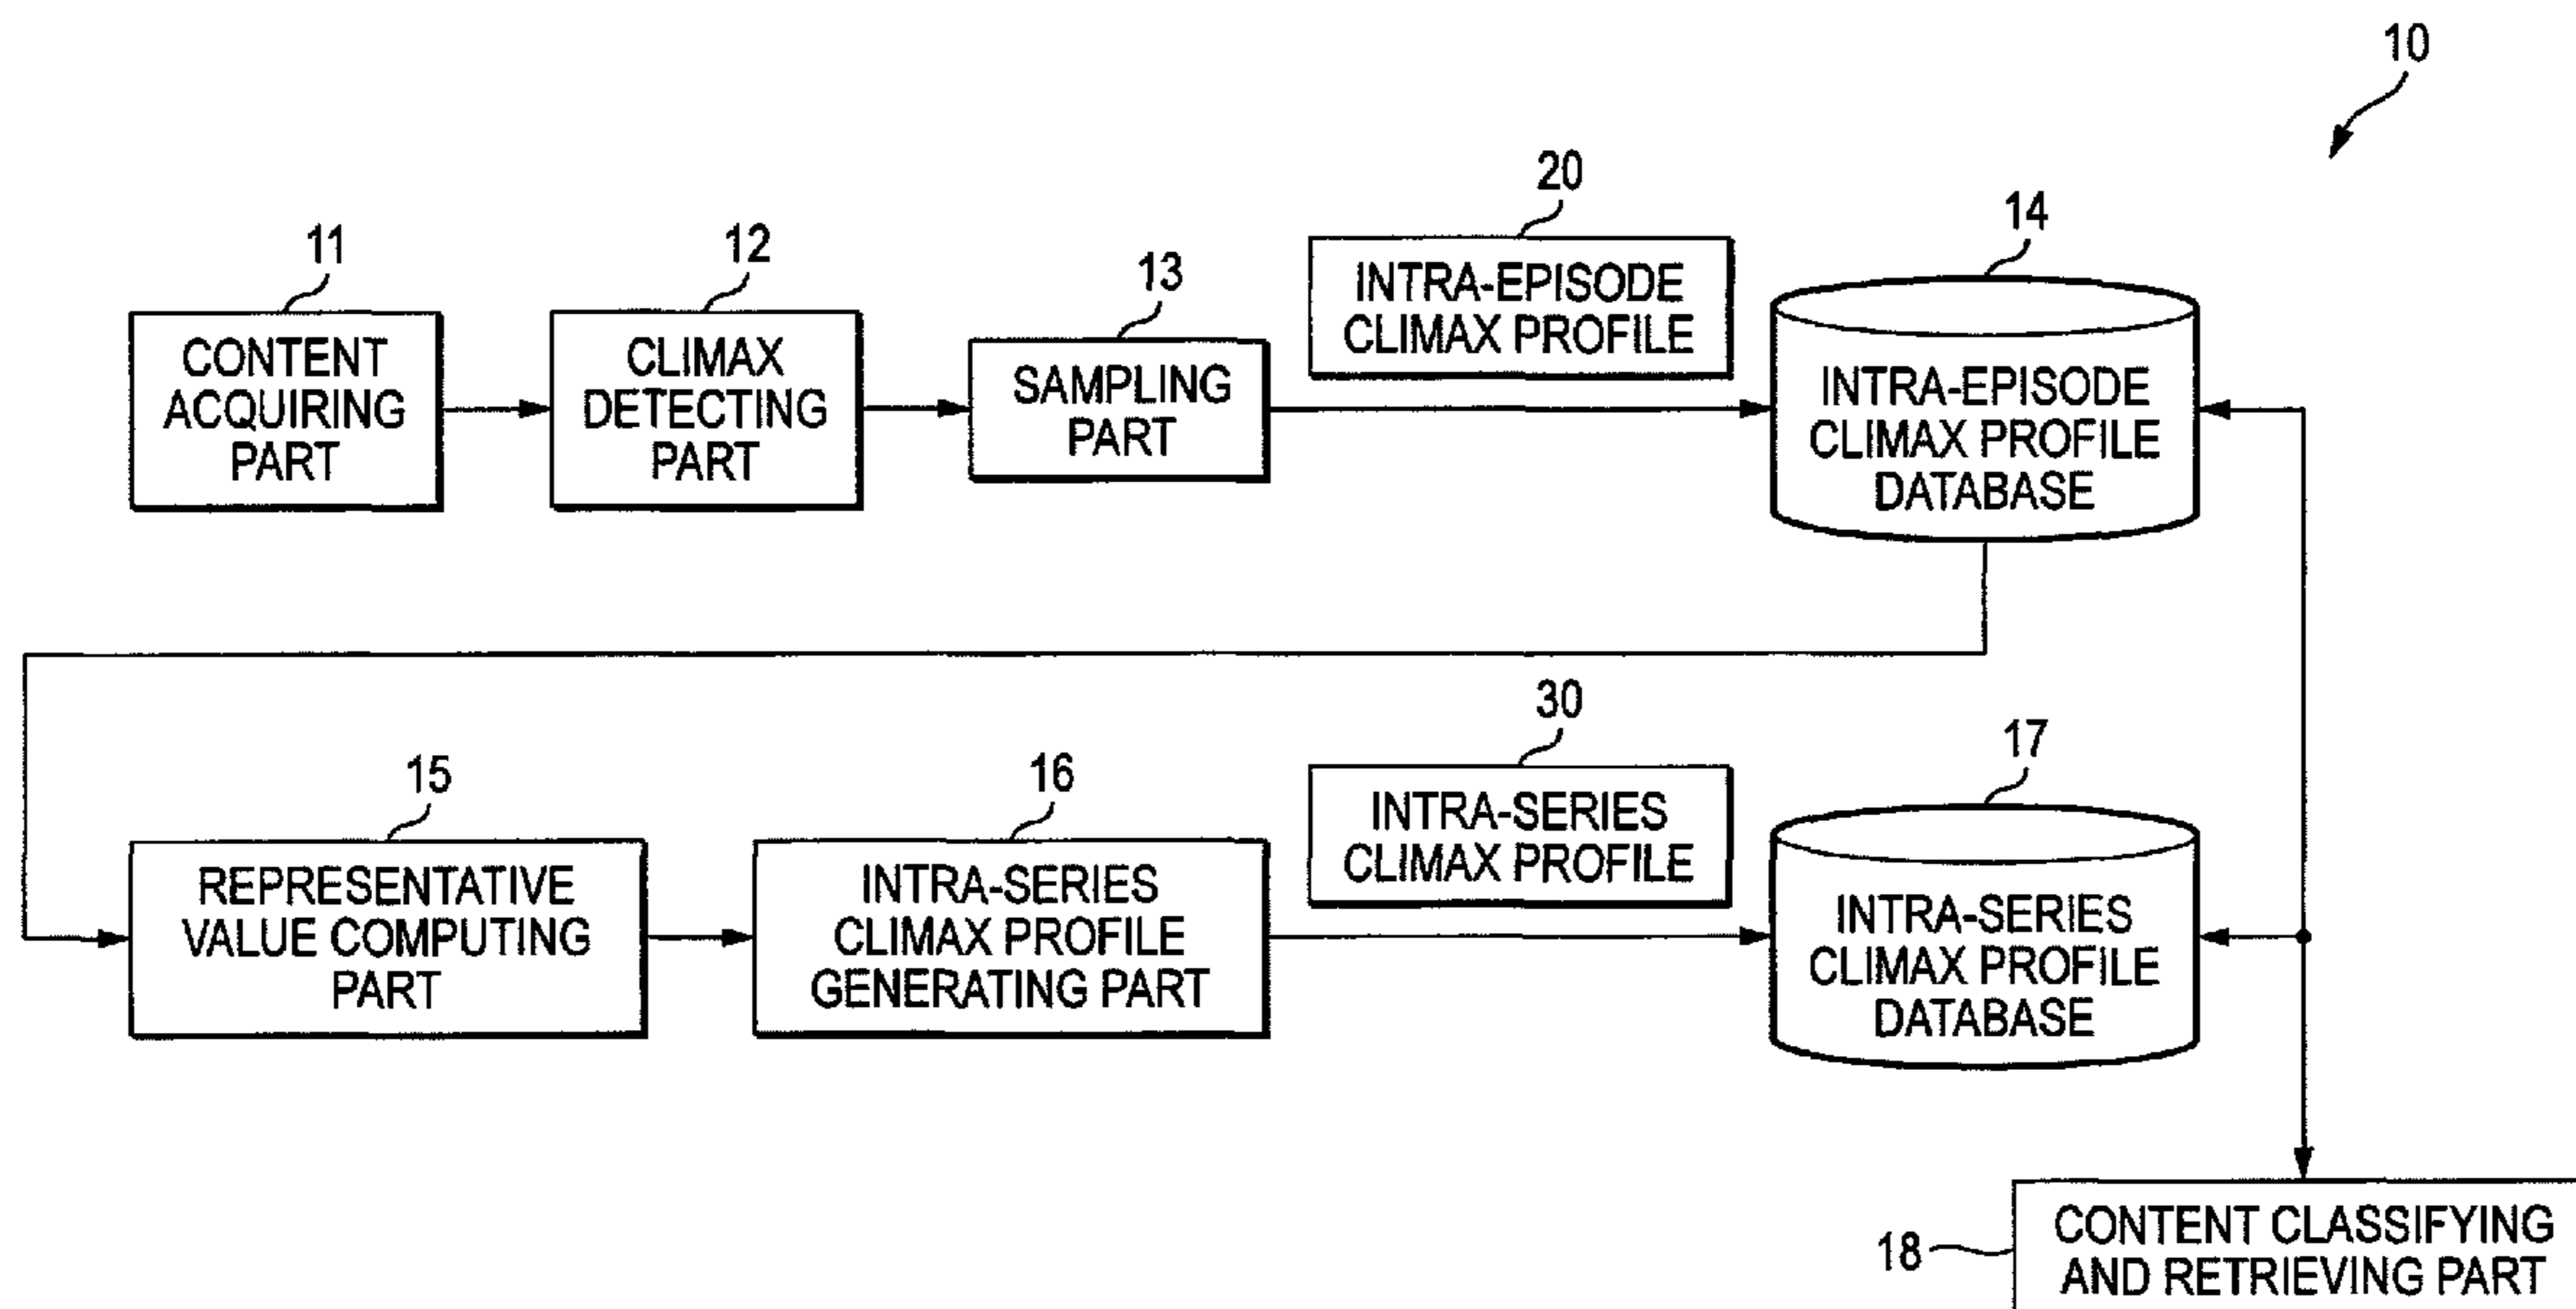 10
11
CONTENT
ACQUIRING
PART
12
CLIMAX
DETECTING
PART
13
SAMPLING
PART
20
INTRA-EPISODE
CLIMAX PROFILE
14
INTRA-EPISODE
CLIMAX PROFILE
DATABASE
15
REPRESENTATIVE
VALUE COMPUTING
PART
16
INTRA-SERIES
CLIMAX PROFILE
GENERATING PART
30
INTRA-SERIES
CLIMAX PROFILE
17
INTRA-SERIES
CLIMAX PROFILE
DATABASE
18
CONTENT CLASSIFYING
AND RETRIEVING PART